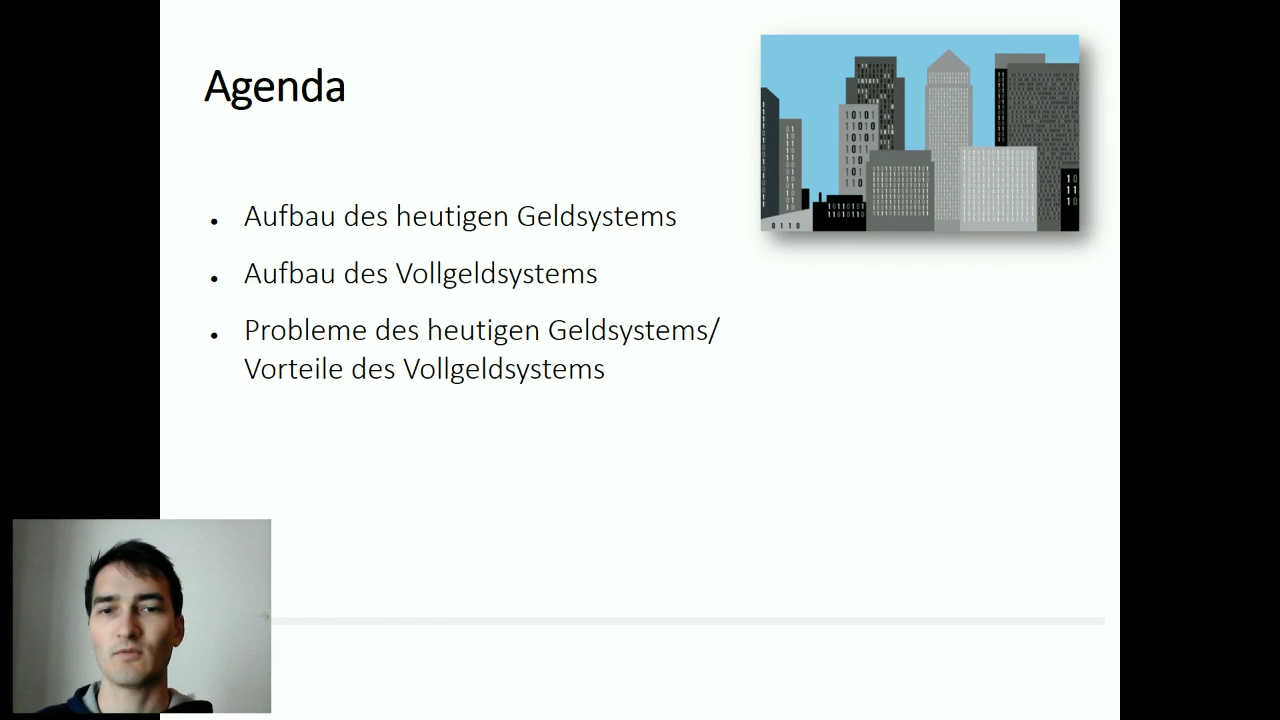 Agenda
Aufbau des heutigen Geldsystems
Aufbau des Vollgeldsystems
Probleme des heutigen Geldsystems/
Vorteile des Vollgeldsystems